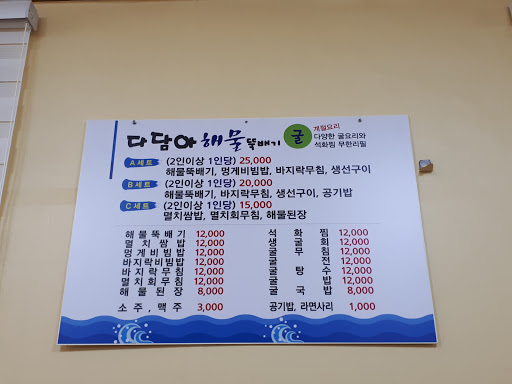 다담아해물뚝배기 굴 계절요리
다양한 굴요리와
석화찜 무한리필
A세트 (2인이상 1인당) 25,000
해물뚝배기, 멍게비빔밥, 바지락무침, 생선구이
B세트 (2인이상 1인당) 20,000
해물뚝배기, 바지락무침, 생선구이, 공기밥
C세트 (2인이상 1인당) 15,000
멸치쌈밥, 멸치회무침, 해물된장
해물뚝배기 12,000
멸치쌈밥 12,000
멍게비빔밥 12,000
바지락비빔밥 12,000
바지락무침 12,000
멸치회무침 12,000
해물된장 8,000
소주, 맥주 3,000
석화찜 12,000
생굴회 12,000
굴무침 12,000
굴전 12,000
굴탕수 12,000
굴밥 12,000
굴국밥 8,000
공기밥, 라면사리 1,000